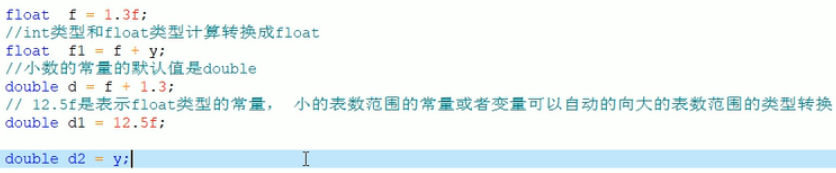 float  f = 1.3f;
//int类型和float类型计算转换成float
float  f1 = f + y;
//小数的常量的默认值是double
double d = f + 1.3;
// 12.5f是表示float类型的常量， 小的表数范围的常量或者变量可以自动的向大的表数范围的类型转换
double d1 = 12.5f;
double d2 = y;